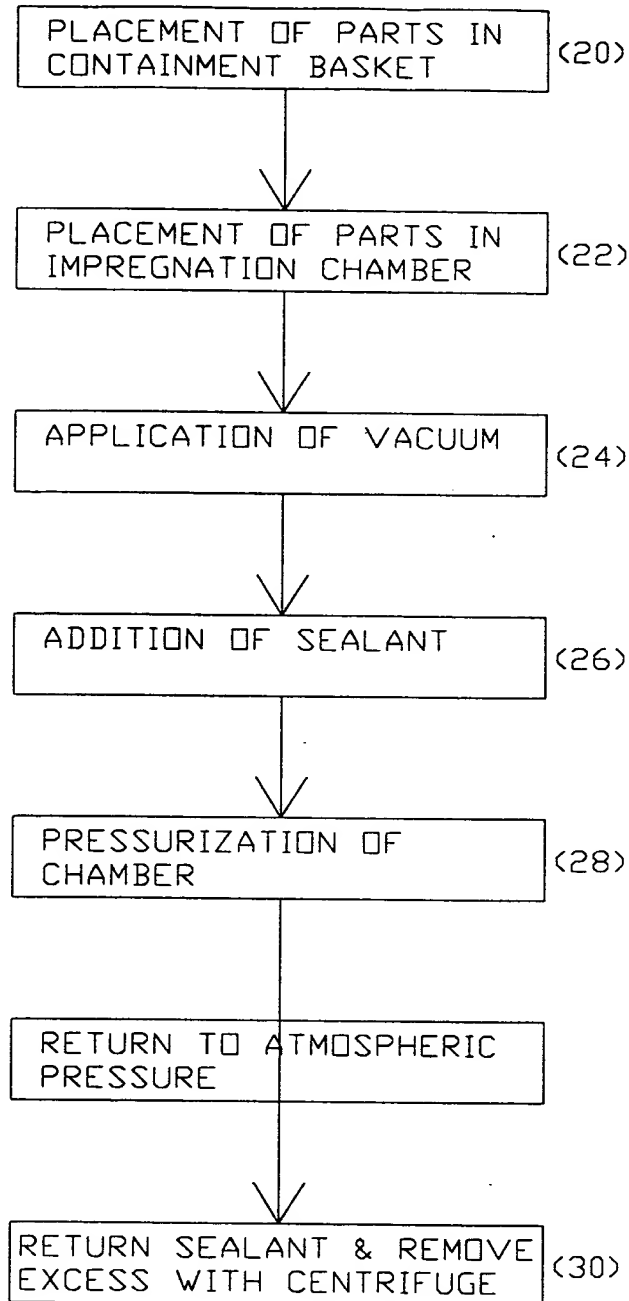 PLACEMENT OF PARTS IN
CONTAINMENT BASKET
(20)
PLACEMENT OF PARTS IN
IMPREGNATION CHAMBER
(22)
APPLICATION OF VACUUM
(24)
ADDITION OF SEALANT
(26)
PRESSURIZATION OF
CHAMBER
(28)
RETURN TO ATMOSPHERIC
PRESSURE
RETURN SEALANT & REMOVE
EXCESS WITH CENTRIFUGE
(30)